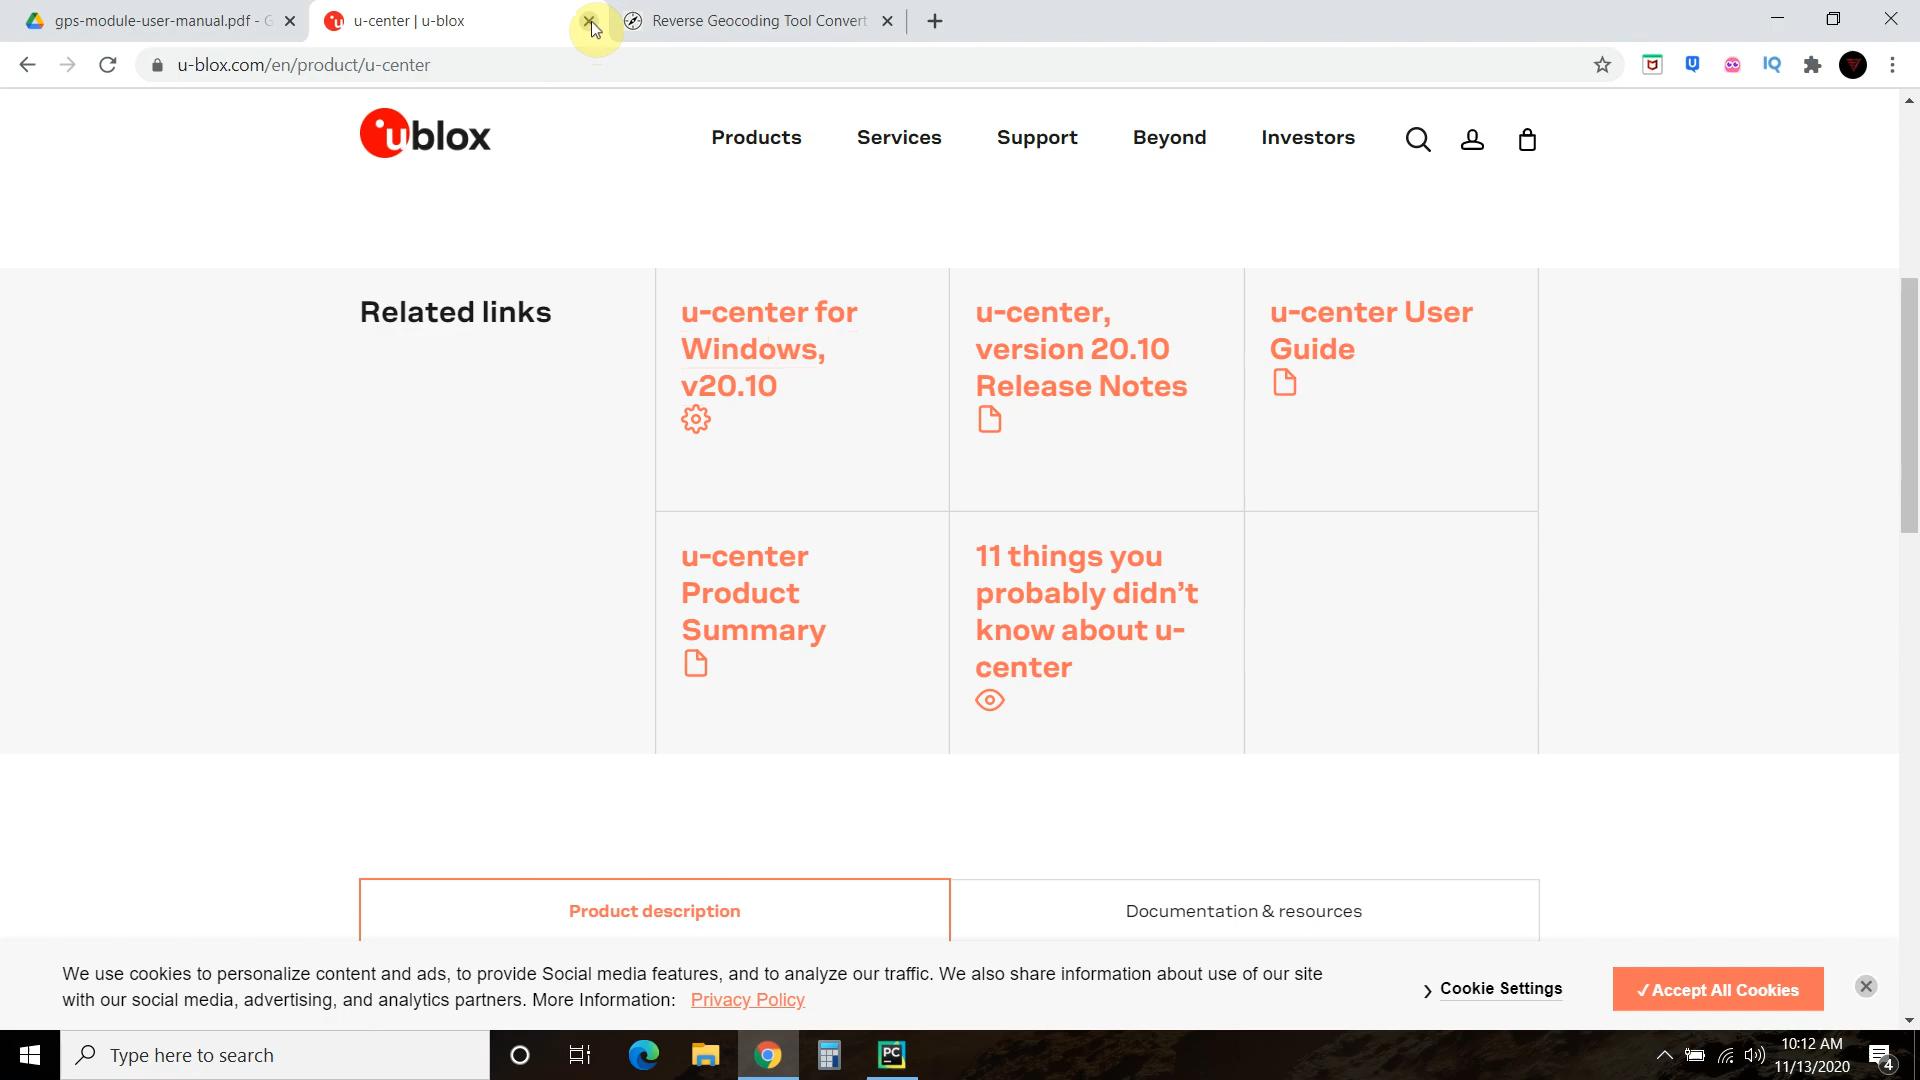 gps-module-user-manual.pdf - G
u-center | u-blox
Reverse Geocoding Tool Convert
u-blox.com/en/product/u-center
ublox
Products
Services
Support
Beyond
Investors
Related links
u-center for
Windows,
v20.10
u-center,
version 20.10
Release Notes
u-center User
Guide
u-center
Product
Summary
11 things you
probably didn’t
know about u-
center
Product description
Documentation & resources
We use cookies to personalize content and ads, to provide Social media features, and to analyze our traffic. We also share information about use of our site
with our social media, advertising, and analytics partners. More Information: Privacy Policy
Cookie Settings
✓Accept All Cookies
Type here to search
PC
10:12 AM
11/13/2020
4